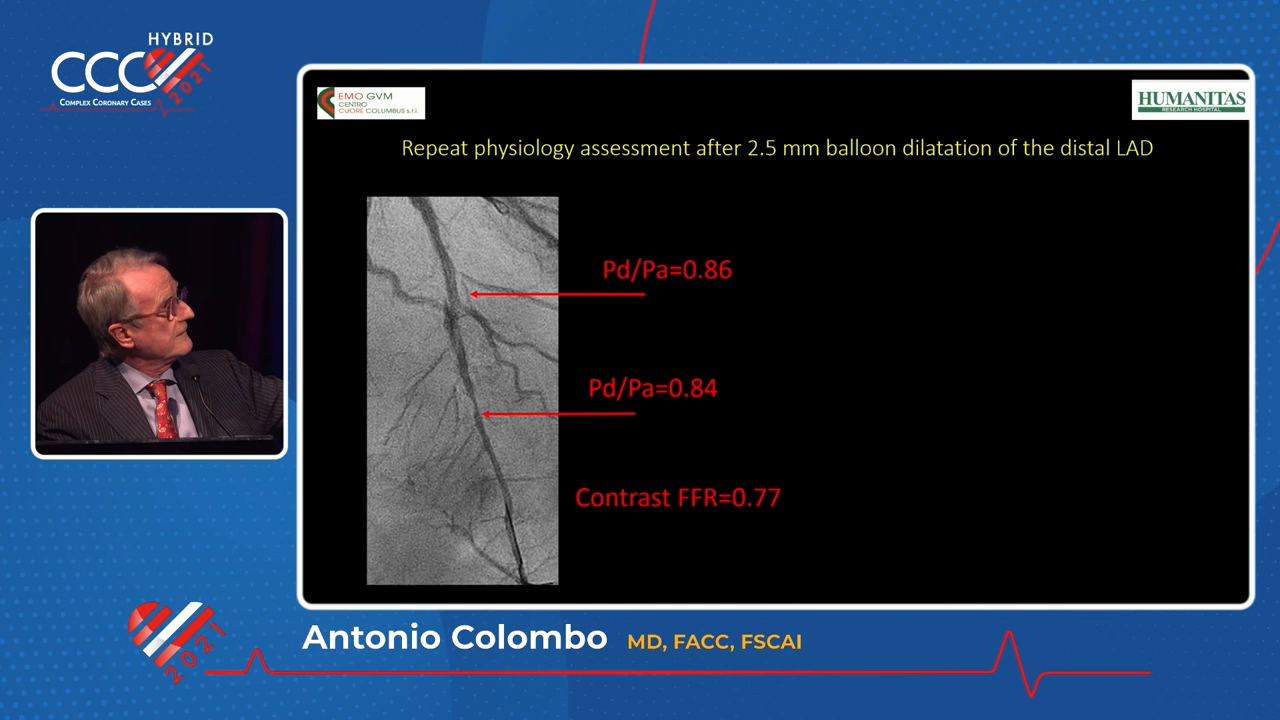 HYBRID
CCC
2021
COMPLEX CORONARY CASES
EMO GVM
CENTRO
CUORE COLUMBUS s.r.l.
HUMANITAS
RESEARCH HOSPITAL
Repeat physiology assessment after 2.5 mm balloon dilatation of the distal LAD
Pd/Pa=0.86
Pd/Pa=0.84
Contrast FFR=0.77
2021
Antonio Colombo MD, FACC, FSCAI